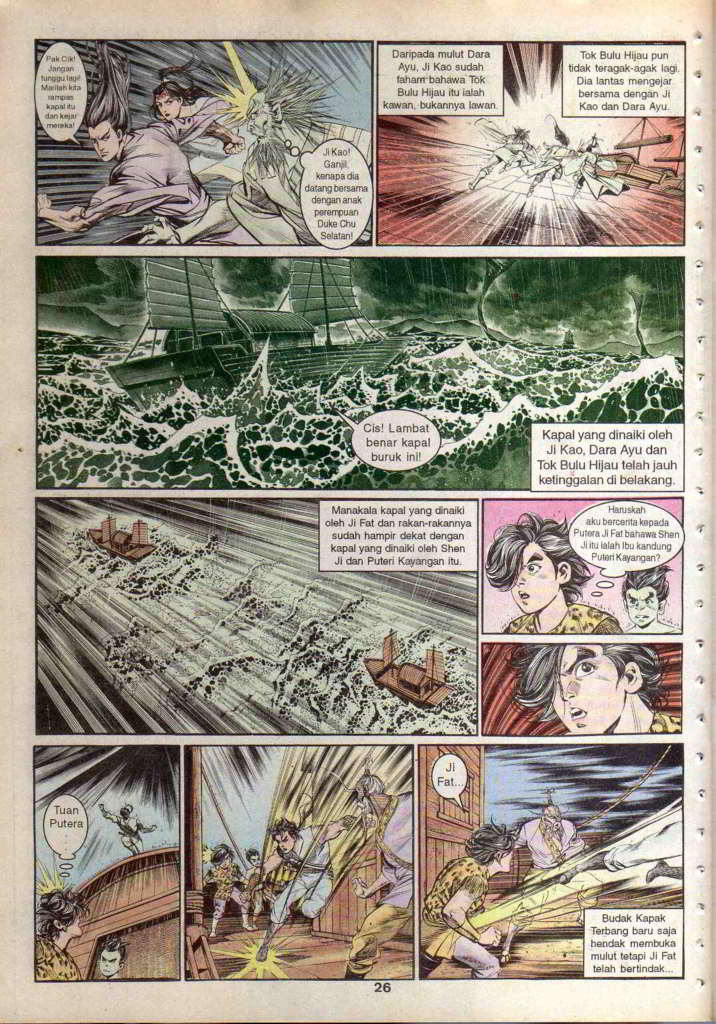 Pak Cik!
Jangan
tunggu lagi!
Marilah kita
rampas
kapal itu
dan kejar
mereka!
Ji Kao!
Ganjil,
kenapa dia
datang bersama
dengan anak
perempuan
Duke Chu
Selatan!
Daripada mulut Dara
Ayu, Ji Kao sudah
faham bahawa Tok
Bulu Hijau itu ialah
kawan, bukannya lawan.
Tok Bulu Hijau pun
tidak teragak-agak lagi.
Dia lantas mengejar
bersama dengan Ji
Kao dan Dara Ayu.
Cis! Lambat
benar kapal
buruk ini!
Kapal yang dinaiki oleh
Ji Kao, Dara Ayu dan
Tok Bulu Hijau telah jauh
ketinggalan di belakang.
Manakala kapal yang dinaiki
oleh Ji Fat dan rakan-rakannya
sudah hampir dekat dengan
kapal yang dinaiki oleh Shen
Ji dan Puteri Kayangan itu.
Haruskah
aku bercerita kepada
Putera Ji Fat bahawa Shen
Ji itu ialah Ibu kandung
Puteri Kayangan?
Tuan
Putera
Ji
Fat...
Budak Kapak
Terbang baru saja
hendak membuka
mulut tetapi Ji Fat
telah bertindak...
26